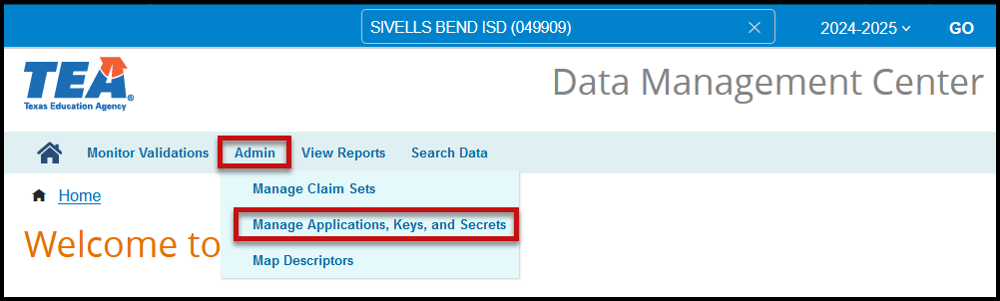 SIVELLS BEND ISD (049909) 2024-2025 GO
TEA®
Texas Education Agency
Data Management Center
Monitor Validations Admin View Reports Search Data
Manage Claim Sets
Home
Manage Applications, Keys, and Secrets
Welcome to
Map Descriptors